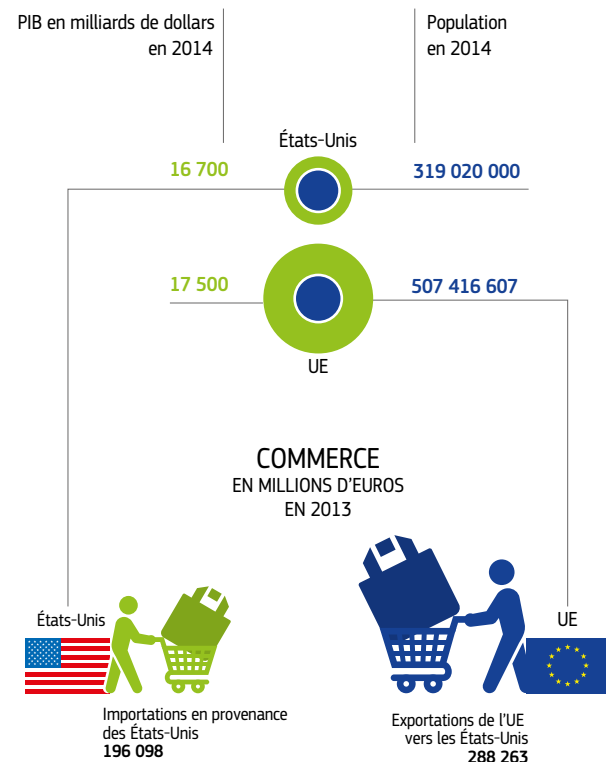 PIB en milliards de dollars
en 2014
Population
en 2014
États-Unis
16 700
319 020 000
17 500
507 416 607
UE
COMMERCE
EN MILLIONS D'EUROS
EN 2013
États-Unis
UE
Importations en provenance
des États-Unis
196 098
Exportations de l'UE
vers les États-Unis
288 263